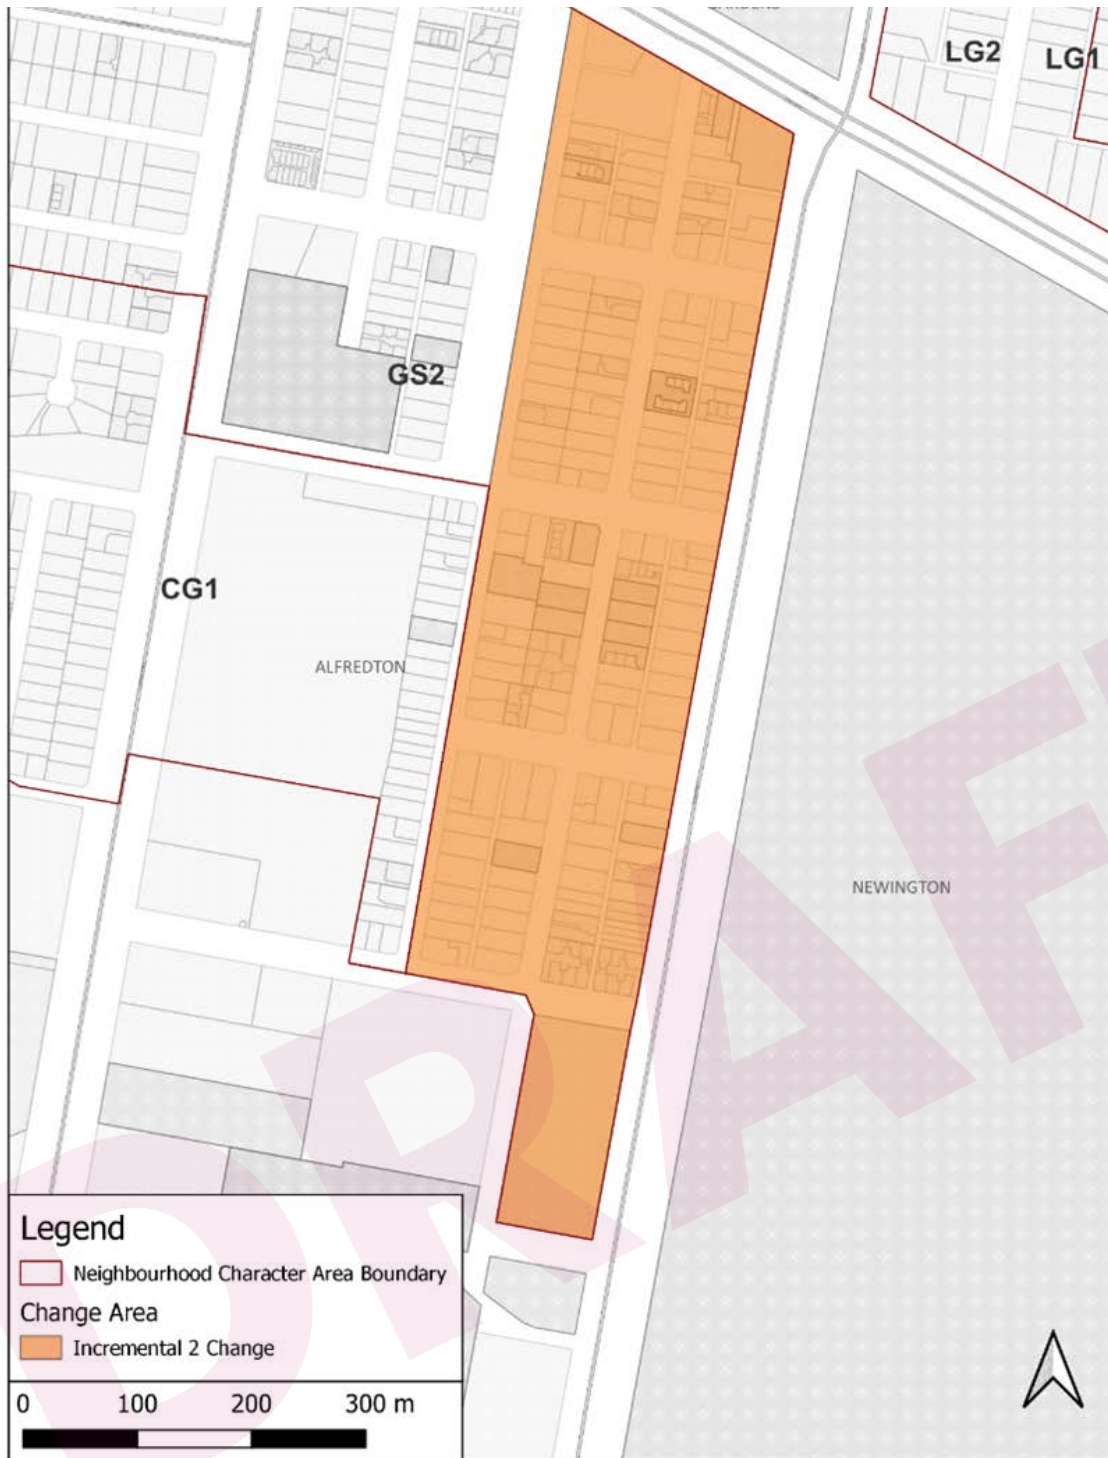 LG2
LG1
GS2
CG1
ALFREDTON
NEWINGTON
DRAF
Legend
Neighbourhood Character Area Boundary
Change Area
Incremental 2 Change
0 100 200 300 m